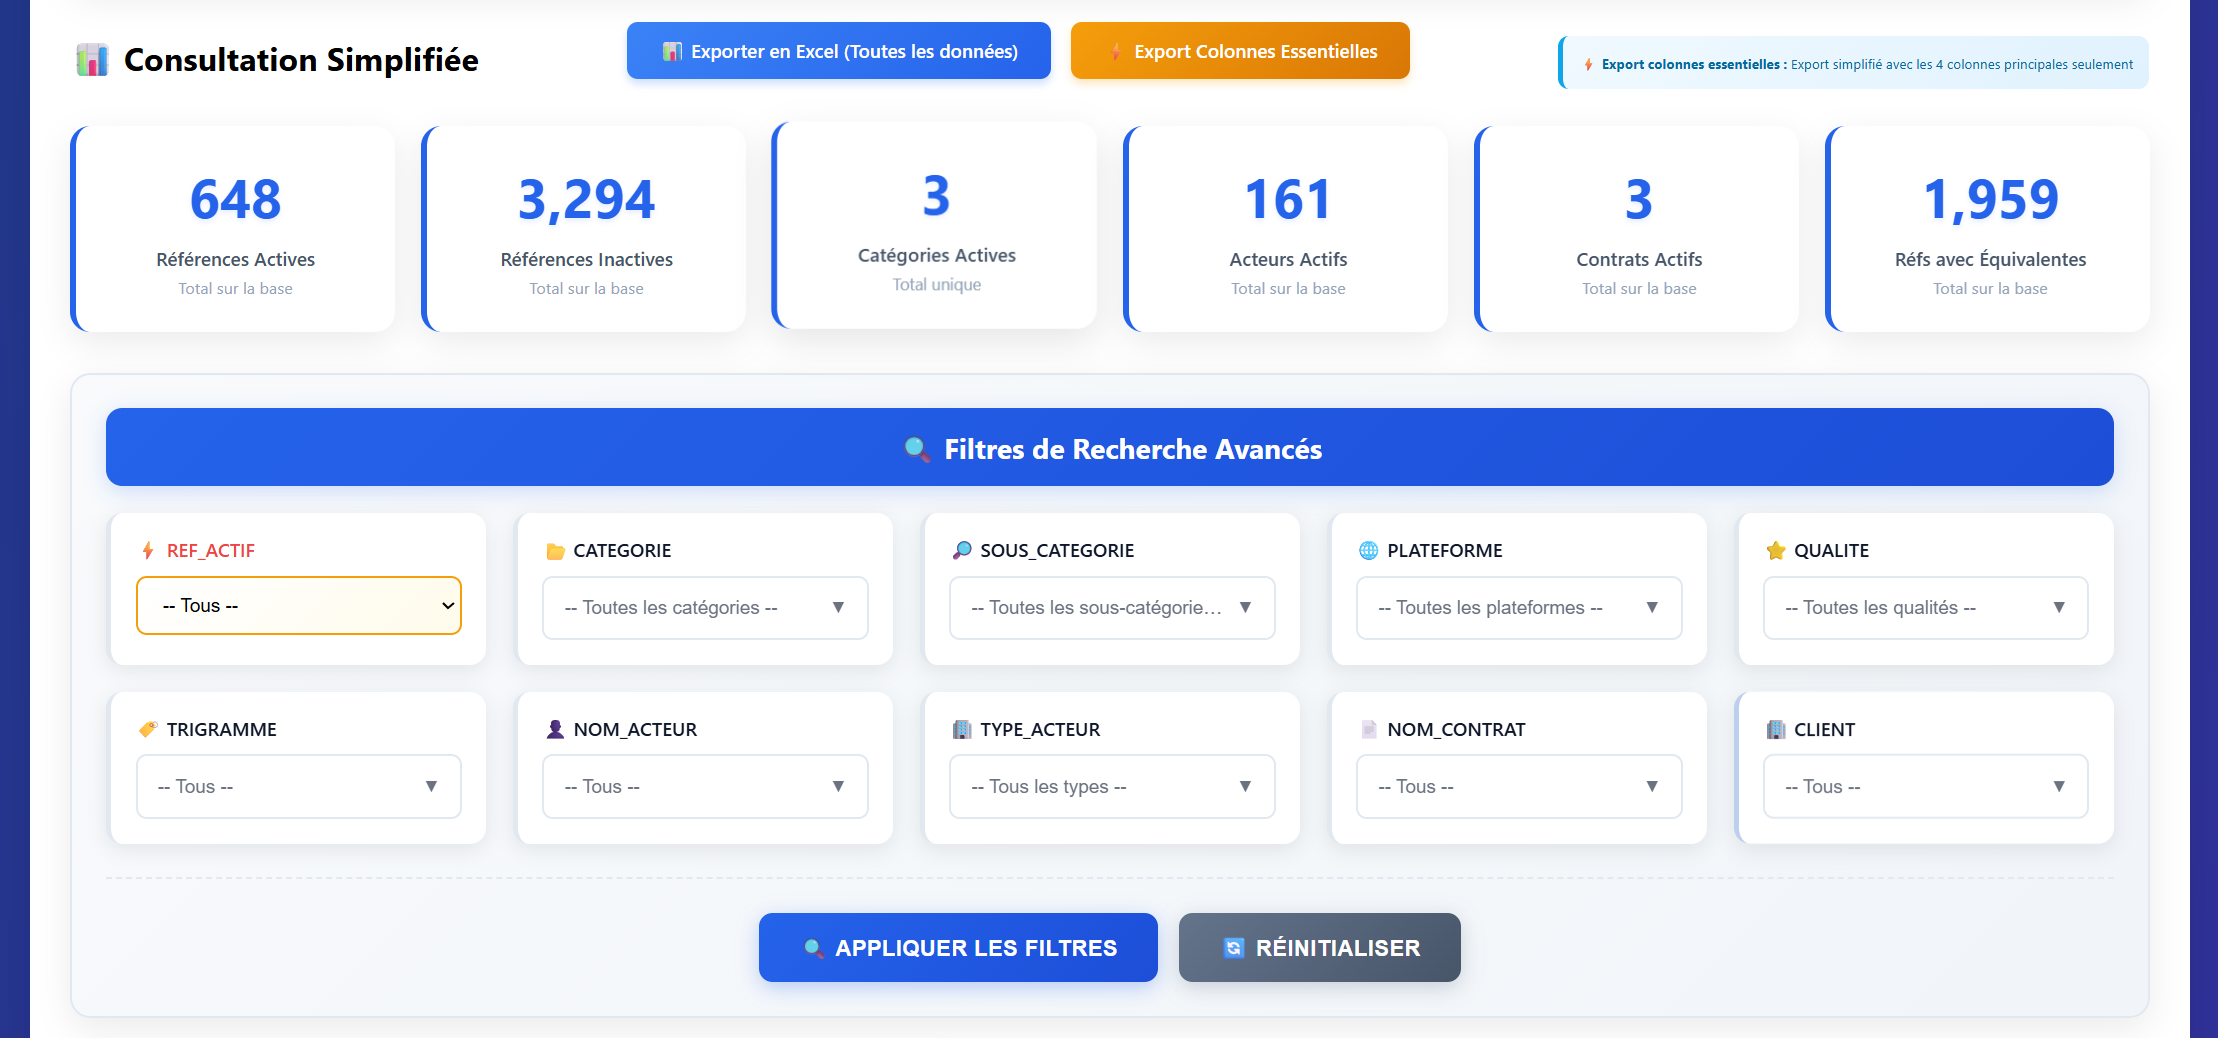 Consultation Simplifiée
Exporter en Excel (Toutes les données)
Export Colonnes Essentielles
Export colonnes essentielles : Export simplifié avec les 4 colonnes principales seulement
648
Références Actives
Total sur la base
3,294
Références Inactives
Total sur la base
3
Catégories Actives
Total unique
161
Acteurs Actifs
Total sur la base
3
Contrats Actifs
Total sur la base
1,959
Réfs avec Équivalentes
Total sur la base
Filtres de Recherche Avancés
REF_ACTIF
-- Tous --
CATEGORIE
-- Toutes les catégories --
SOUS_CATEGORIE
-- Toutes les sous-catégorie...
PLATEFORME
-- Toutes les plateformes --
QUALITE
-- Toutes les qualités --
TRIGRAMME
-- Tous --
NOM_ACTEUR
-- Tous --
TYPE_ACTEUR
-- Tous les types --
NOM_CONTRAT
-- Tous --
CLIENT
-- Tous --
APPLIQUER LES FILTRES
RÉINITIALISER